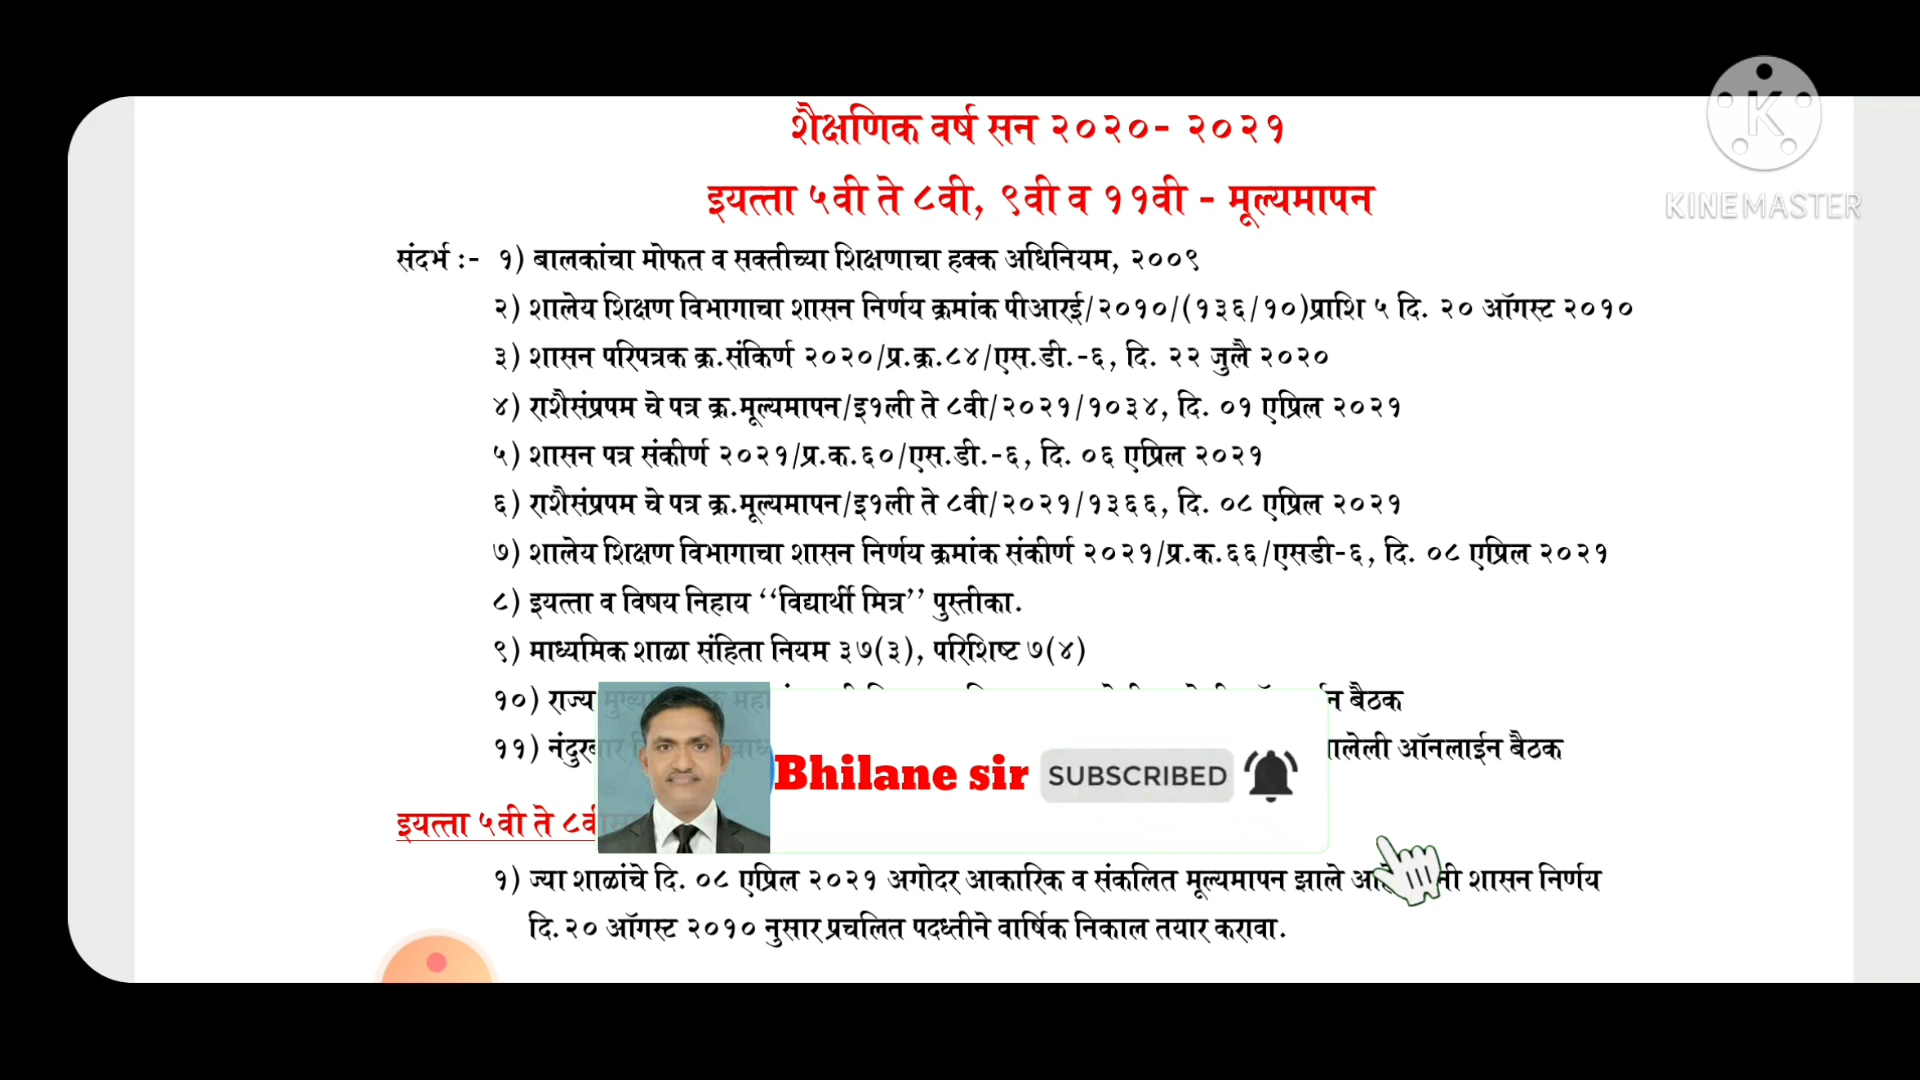 शैक्षणिक वर्ष सन २०२०- २०२१
इयत्ता ५वी ते ८वी, ९वी व ११वी - मूल्यमापन
संदर्भ :- १) बालकांचा मोफत व सक्तीच्या शिक्षणाचा हक्क अधिनियम, २००९
२) शालेय शिक्षण विभागाचा शासन निर्णय क्रमांक पीआरई/२०१०/(१३६/१०)प्राशि ५ दि. २० ऑगस्ट २०१०
३) शासन परिपत्रक क्र.संकिर्ण २०२०/प्र.क्र.८४/एस.डी.-६, दि. २२ जुलै २०२०
४) राशैसंप्रपम चे पत्र क्र.मूल्यमापन/इ१ली ते ८वी/२०२१/१०३४, दि. ०१ एप्रिल २०२१
५) शासन पत्र संकीर्ण २०२१/प्र.क.६०/एस.डी.-६, दि. ०६ एप्रिल २०२१
६) राशैसंप्रपम चे पत्र क्र.मूल्यमापन/इ१ली ते ८वी/२०२१/१३६६, दि. ०८ एप्रिल २०२१
७) शालेय शिक्षण विभागाचा शासन निर्णय क्रमांक संकीर्ण २०२१/प्र.क.६६/एसडी-६, दि. ०८ एप्रिल २०२१
८) इयत्ता व विषय निहाय ‘‘विद्यार्थी मित्र’’ पुस्तीका.
९) माध्यमिक शाळा संहिता नियम ३७(३), परिशिष्ट ७(४)
१०) राज्य बैठक
११) ऑनलाईन बैठक
इयत्ता ५वी ते
१) ज्या शाळांचे दि. ०८ एप्रिल २०२१ अगोदर आकारिक व संकलित मूल्यमापन झाले शासन निर्णय
दि. २० ऑगस्ट २०१० नुसार प्रचलित पदध्तीने वार्षिक निकाल तयार करावा.
Bhilane sir SUBSCRIBED
KINEMASTER